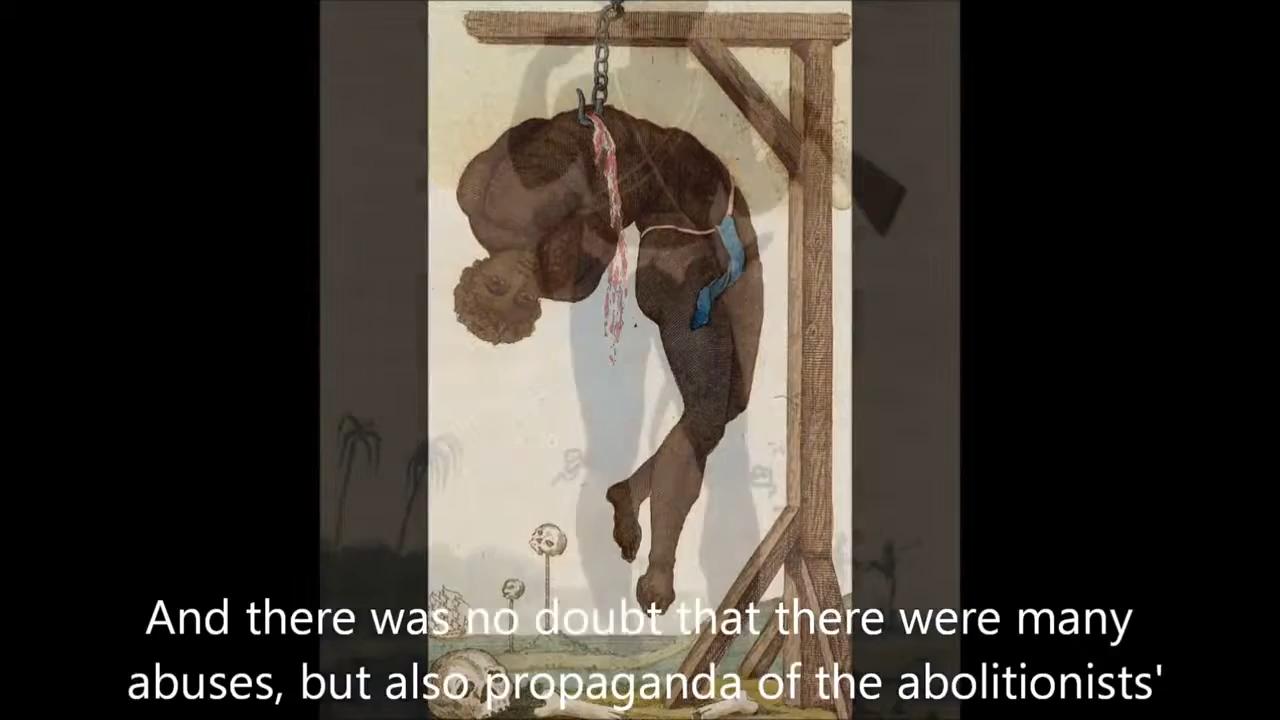 And there was no doubt that there were many
abuses, but also propaganda of the abolitionists'